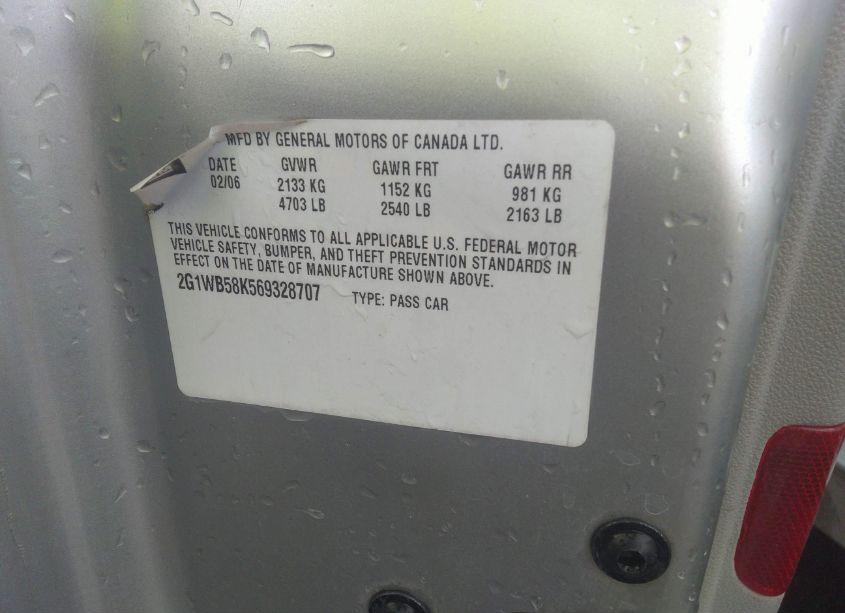 MFD BY GENERAL MOTORS OF CANADA LTD.
DATE GVWR GAWR FRT GAWR RR
02/06 2133 KG 1152 KG 981 KG
4703 LB 2540 LB 2163 LB
THIS VEHICLE CONFORMS TO ALL APPLICABLE U.S. FEDERAL MOTOR
VEHICLE SAFETY, BUMPER, AND THEFT PREVENTION STANDARDS IN
EFFECT ON THE DATE OF MANUFACTURE SHOWN ABOVE.
2G1WB58K569328707 TYPE: PASS CAR